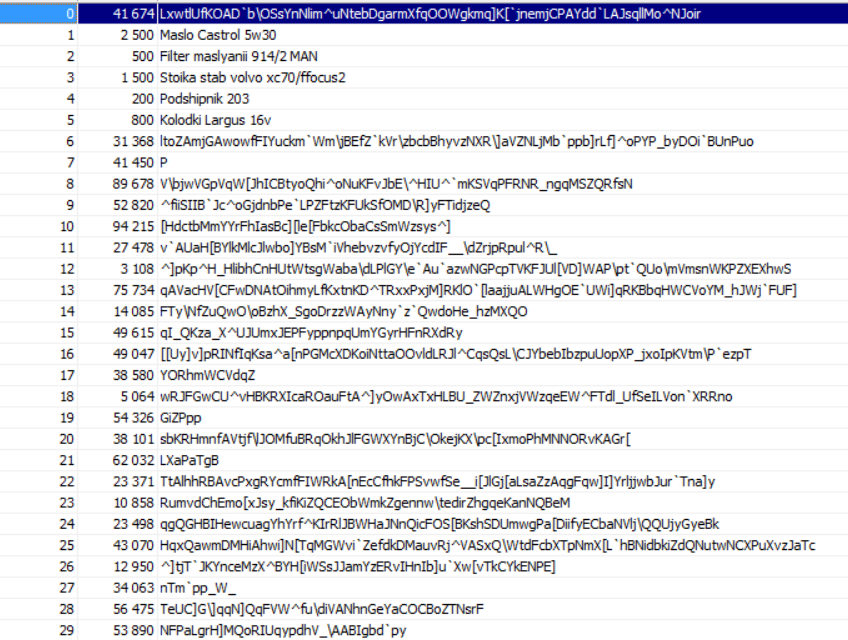 0 41 674 LxwtlUfKOAD`b\OSsYnNlim^uNtebDgarmXfqOOWgkmq]K[`jnemjCPAYdd`LAJsqllMo^NJoir
1 2 500 Maslo Castrol 5w30
2 500 Filter maslyanii 914/2 MAN
3 1 500 Stoika stab volvo xc70/ffocus2
4 200 Podshipnik 203
5 800 Kolodki Largus 16v
6 31 368 ltoZAmjGAwowfFIYuckm`Wm\jBEfZ`kVr\zbcbBhyvzNXR\]aVZNLjMb`ppb]rLf]^oPYP_byDOi`BUnPuo
7 41 450 P
8 89 678 V\bjwVGpVqW[JhICBtyoQhi^oNuKFvJbE\^HIU^`mKSVqPFRNR_ngqMSZQRfsN
9 52 820 ^fliSIIB`Jc^oGjdnbPe`LPZFtzKFUkSfOMD\R]yFTidjzeQ
10 94 215 [HdctbMmYYrFhIasBc][le[FbkcObaCsSmWzsys^]
11 27 478 v`AUaH[BYlkMlcJlwbo]YBsM`iVhebvzvfyOjYcdIF__\dZrjpRpul^R\_
12 3 108 ^]pKp^H_HlibhCnHUtWtsgWaba\dLPlGY\e`Au`azwNGPcpTVKFJUl[VD]WAP\pt`QUo\mVmsnWKPZXEXhwS
13 75 734 qAVacHV[CFwDNAtOihmyLfKxtnKD^TRxxPxjM]RKlO`[laajjuALWHgOE`UWi]qRKBbqHWCVoYM_hJWj`FUF]
14 14 085 FTy\NfZuQwO\oBzhX_SgoDrzzWAyNny`z`QwdoHe_hzMXQO
15 49 615 qI_QKza_X^UJUmxJEPFyppnpqUmYGyrHFnRXdRy
16 49 047 [[Uy]v]pRINfIqKsa^a[nPGMcXDKoiNttaOOvldLRJl^CqsQsL\CJYbebIbzpuUopXP_jxoIpKVtm\P`ezpT
17 38 580 YORhmWCVdqZ
18 5 064 wRJFGwCU^vHBKRXIcaROauFtA^]yOwAxTxHLBU_ZWZnxjVWzqeEW^FTdl_UfSeILVon`XRRno
19 54 326 GiZPpp
20 38 101 sbKRHmnfAVtjf\lJOMfuBRqOkhJlFGWXYnBjC\OkejKX\pc[IxmoPhMNNORvKAGr[
21 62 032 LXaPaTgB
22 23 371 TtAlhhRBAvcPxgRYcmfFIWRkA[nEcCfhkFPSvwfSe__i[JlGj[aLsaZzAqgFqw]I]YrljjwbJur`Tna]y
23 10 858 RumvdChEmo[xJsy_kfiKiZQCEObWmkZgennw\tedirZhgqeKanNQBeM
24 23 498 qgQGHBIHewcuagYhYrf^KIrRlJBWHaJNnQicFOS[BKshSDUmwgPa[DiifyECbaNVlj\QQUjyGyeBk
25 43 070 HqxQawmDMHiAhwi]N[TqMGWvi`ZefdkDMauvRj^VASxQ\WtdFcbXTpNmX[L`hBNidbkiZdQNutwNCXPuXvzJaTc
26 12 950 ^]tjT`JKYnceMzX^BYH[iWSsJJamYzERvIHnIb]u`Xw[vTkCYkENPE]
27 34 063 nTm`pp_W_
28 56 475 TeUC]G\]qqN]QqFVW^fu\diVANhnGeYaCOCBoZTNsrF
29 53 890 NFPaLgrH]MQoRIUqypdhV_\AABIgbd`py